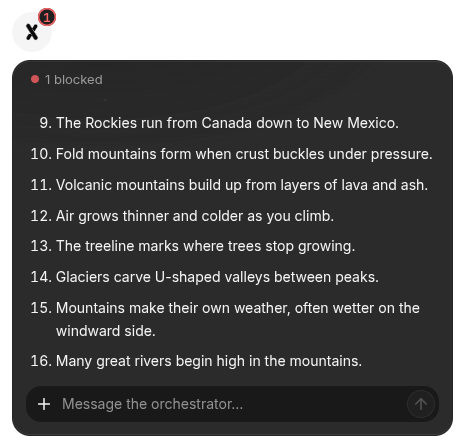 1
1 blocked
9. The Rockies run from Canada down to New Mexico.
10. Fold mountains form when crust buckles under pressure.
11. Volcanic mountains build up from layers of lava and ash.
12. Air grows thinner and colder as you climb.
13. The treeline marks where trees stop growing.
14. Glaciers carve U-shaped valleys between peaks.
15. Mountains make their own weather, often wetter on the
windward side.
16. Many great rivers begin high in the mountains.
Message the orchestrator...